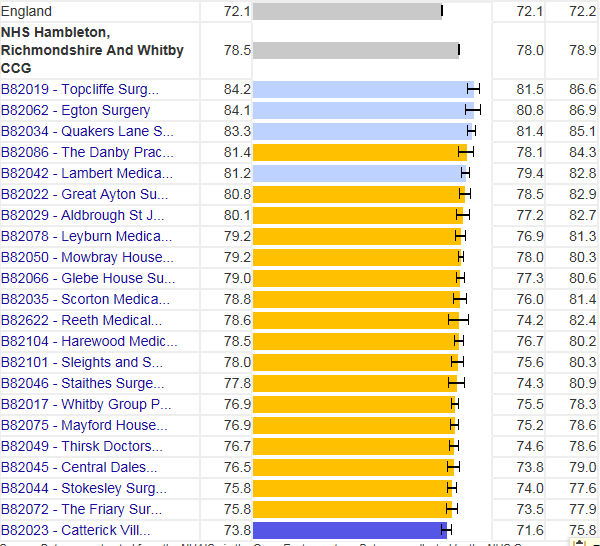 England 72.1 72.1 72.2
NHS Hambleton,
Richmondshire And Whitby 78.5 78.0 78.9
CCG
B82019 - Topcliffe Surg... 84.2 81.5 86.6
B82062 - Egton Surgery 84.1 80.8 86.9
B82034 - Quakers Lane S... 83.3 81.4 85.1
B82086 - The Danby Prac... 81.4 78.1 84.3
B82042 - Lambert Medica... 81.2 79.4 82.8
B82022 - Great Ayton Su... 80.8 78.5 82.9
B82029 - Aldbrough St J... 80.1 77.2 82.7
B82078 - Leyburn Medica... 79.2 76.9 81.3
B82050 - Mowbray House... 79.2 78.0 80.3
B82066 - Glebe House Su... 79.0 77.3 80.6
B82035 - Scorton Medica... 78.8 76.0 81.4
B82622 - Reeth Medical... 78.6 74.2 82.4
B82104 - Harewood Medic... 78.5 76.7 80.2
B82101 - Sleights and S... 78.0 75.6 80.3
B82046 - Staithes Surge... 77.8 74.3 80.9
B82017 - Whitby Group P... 76.9 75.5 78.3
B82075 - Mayford House... 76.9 75.2 78.6
B82049 - Thirsk Doctors... 76.7 74.6 78.6
B82045 - Central Dales... 76.5 73.8 79.0
B82044 - Stokesley Surg... 75.8 74.0 77.6
B82072 - The Friary Sur... 75.8 73.5 77.9
B82023 - Catterick Vill... 73.8 71.6 75.8